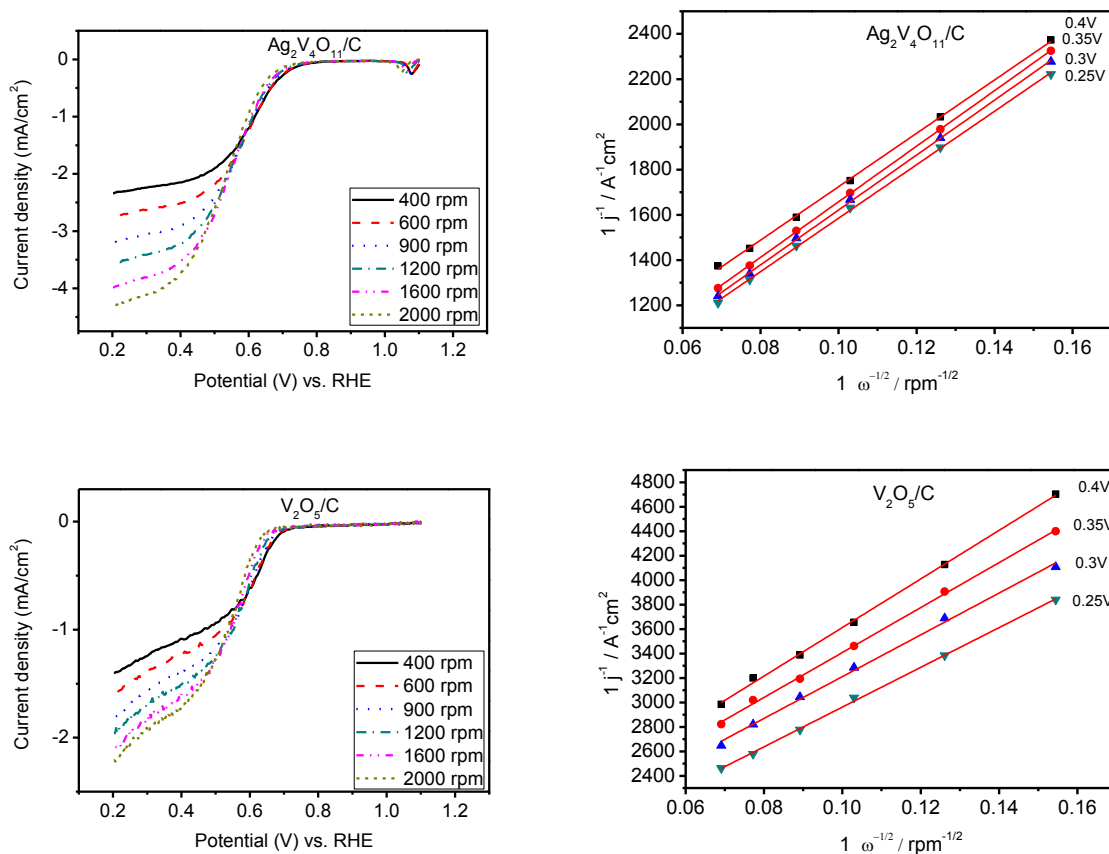 Ag₂V₄O₁₁/C
0
-1
-2
-3
-4
Current density (mA/cm²)
400 rpm
600 rpm
900 rpm
1200 rpm
1600 rpm
2000 rpm
0.2 0.4 0.6 0.8 1.0 1.2
Potential (V) vs. RHE
Ag₂V₄O₁₁/C
0.4V
0.35V
0.3V
0.25V
2400
2200
2000
1800
1600
1400
1200
1 j⁻¹ / A⁻¹cm²
0.06 0.08 0.10 0.12 0.14 0.16
1 ω⁻¹/² / rpm⁻¹/²
V₂O₅/C
0
-1
-2
Current density (mA/cm²)
400 rpm
600 rpm
900 rpm
1200 rpm
1600 rpm
2000 rpm
0.2 0.4 0.6 0.8 1.0 1.2
Potential (V) vs. RHE
V₂O₅/C
0.4V
0.35V
0.3V
0.25V
4800
4600
4400
4200
4000
3800
3600
3400
3200
3000
2800
2600
2400
1 j⁻¹ / A⁻¹cm²
0.06 0.08 0.10 0.12 0.14 0.16
1 ω⁻¹/² / rpm⁻¹/²